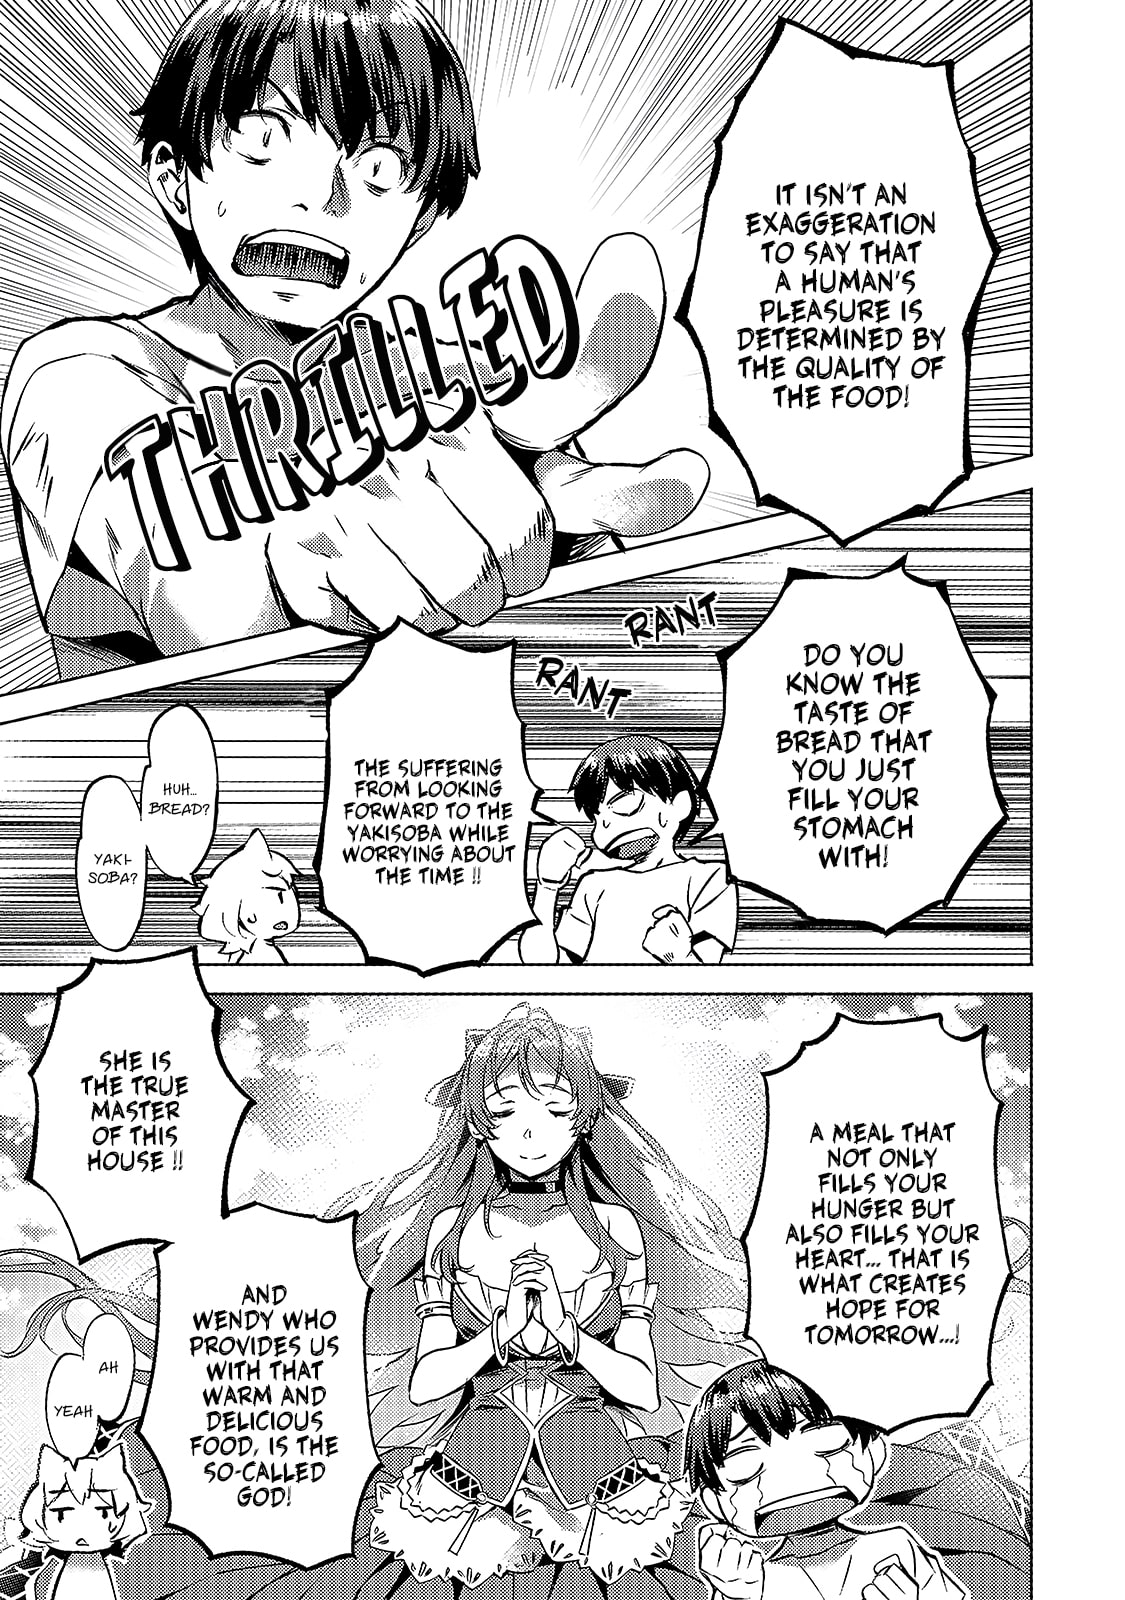 IT ISN'T AN
EXAGGERATION
TO SAY THAT
A HUMAN'S
PLEASURE IS
DETERMINED BY
THE QUALITY OF
THE FOOD!
THRILLED
DO YOU
KNOW THE
TASTE OF
BREAD THAT
YOU JUST
FILL YOUR
STOMACH
WITH!
RANT
RANT
THE SUFFERING
FROM LOOKING
FORWARD TO THE
YAKISOBA WHILE
WORRYING ABOUT
THE TIME !!
HUH...
BREAD?
YAKI-
SOBA?
A MEAL THAT
NOT ONLY
FILLS YOUR
HUNGER BUT
ALSO FILLS YOUR
HEART... THAT IS
WHAT CREATES
HOPE FOR
TOMORROW...!
AND
WENDY WHO
PROVIDES US
WITH THAT
WARM AND
DELICIOUS
FOOD, IS THE
SO-CALLED
GOD!
SHE IS
THE TRUE
MASTER
OF THIS
HOUSE !!
AH
YEAH